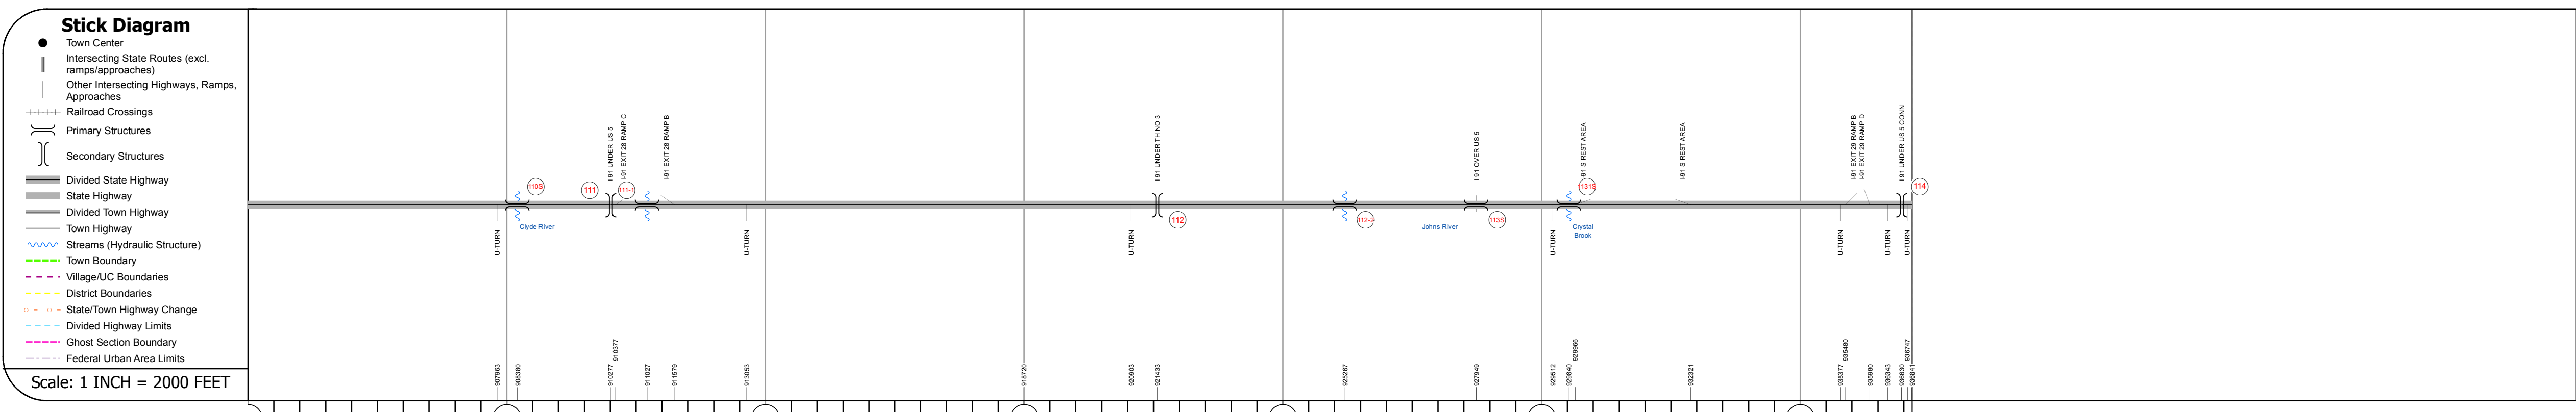 Stick Diagram
Town Center
Intersecting State Routes (excl.
ramps/approaches)
Other Intersecting Highways, Ramps,
Approaches
Railroad Crossings
Primary Structures
Secondary Structures
Divided State Highway
State Highway
Divided Town Highway
Town Highway
Streams (Hydraulic Structure)
Town Boundary
Village/UC Boundaries
District Boundaries
State/Town Highway Change
Divided Highway Limits
Ghost Section Boundary
Federal Urban Area Limits
Scale: 1 INCH = 2000 FEET
I 91 UNDER US 5
I-91 EXIT 28 RAMP C
I-91 EXIT 28 RAMP B
I 91 UNDER TH NO 3
I 91 OVER US 5
I-91 S REST AREA
I-91 S REST AREA
I-91 EXIT 29 RAMP B
I-91 EXIT 29 RAMP D
I 91 UNDER US 5 CONN
110S
111
111-1
112
112-2
113S
1131S
114
Clyde River
Johns River
Crystal
Brook
U-TURN
U-TURN
U-TURN
U-TURN
U-TURN
U-TURN
U-TURN
907963
908380
910277
910377
911027
911579
913053
918720
920903
921433
925267
927949
929512
929840
929966
932321
935377
935480
935980
936343
936630
936747
936841